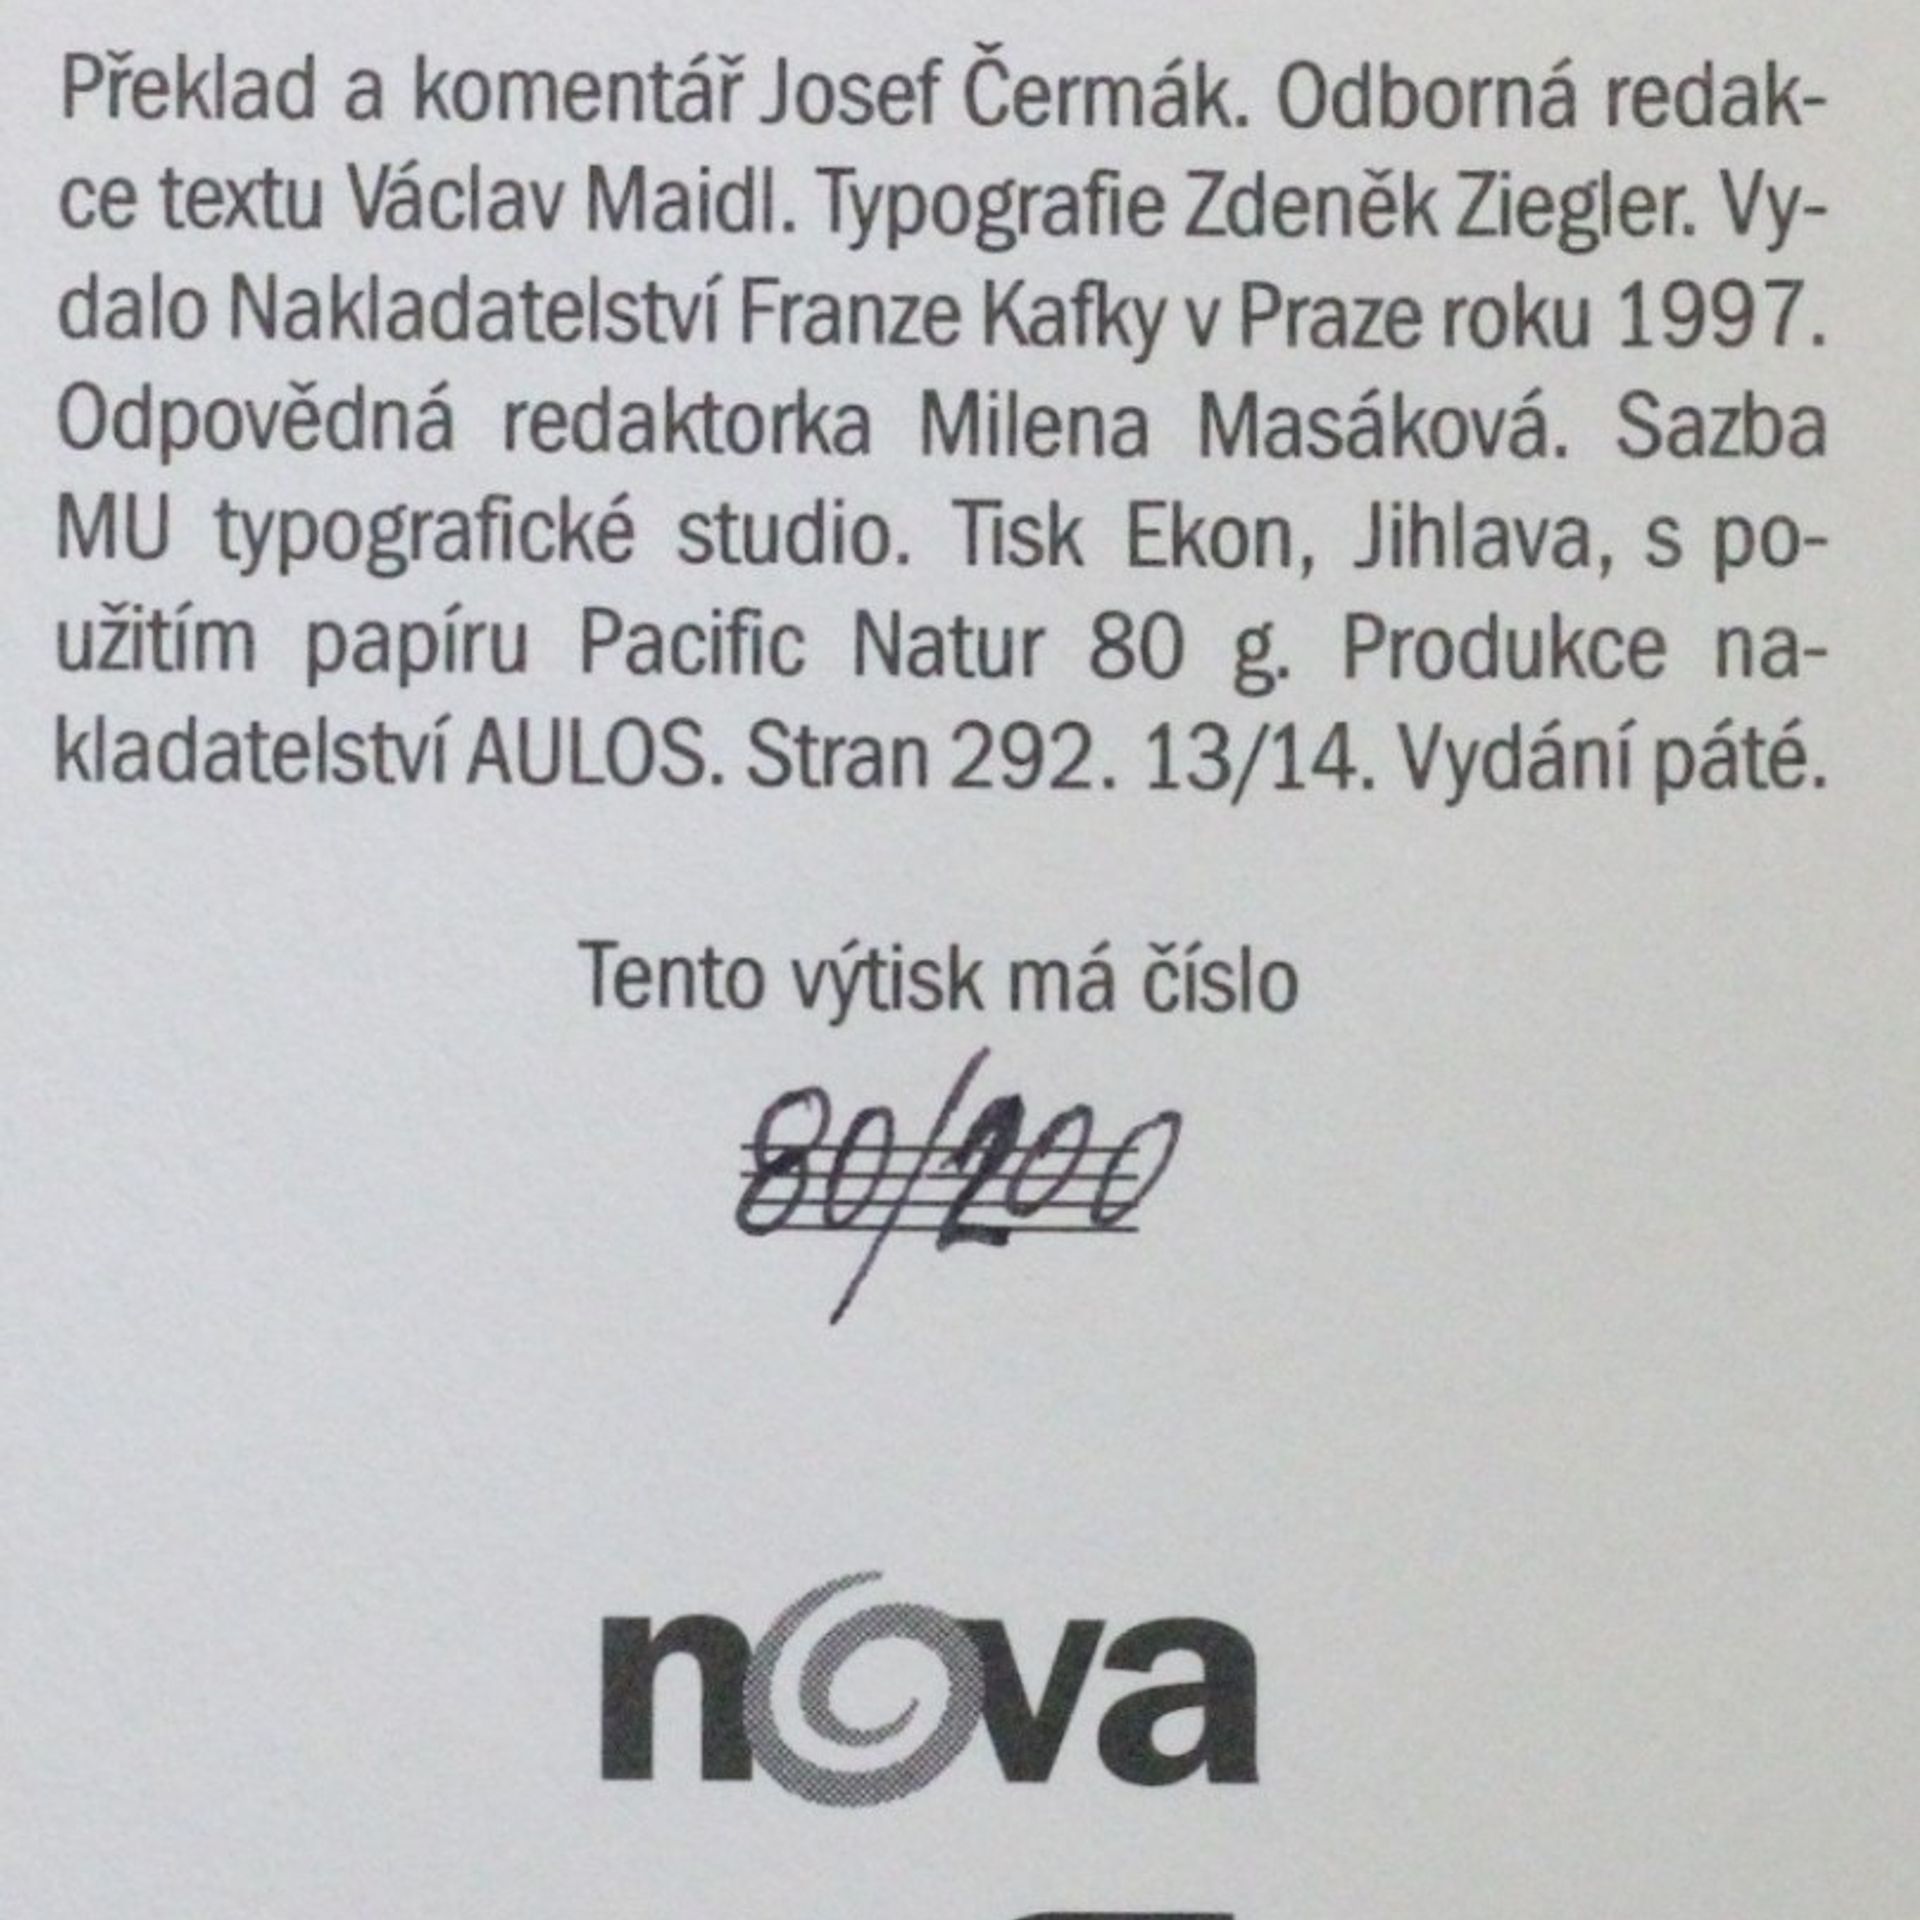 Překlad a komentář Josef Čermák. Odborná redak-
ce textu Václav Maidl. Typografie Zdeněk Ziegler. Vy-
dalo Nakladatelství Franze Kafky v Praze roku 1997.
Odpovědná redaktorka Milena Masáková. Sazba
MU typografické studio. Tisk Ekon, Jihlava, s po-
užitím papíru Pacific Natur 80 g. Produkce na-
kladatelství AULOS. Stran 292. 13/14. Vydání páté.
Tento výtisk má číslo
80/200
nova